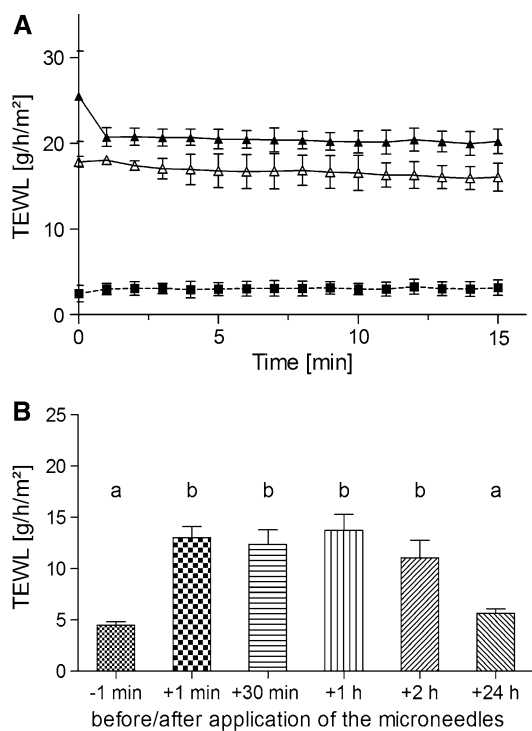 A
TEWL [g/h/m²]
30
20
10
0
0 5 10 15
Time [min]
B
TEWL [g/h/m²]
25
20
15
10
5
0
a b b b b a
-1 min +1 min +30 min +1 h +2 h +24 h
before/after application of the microneedles